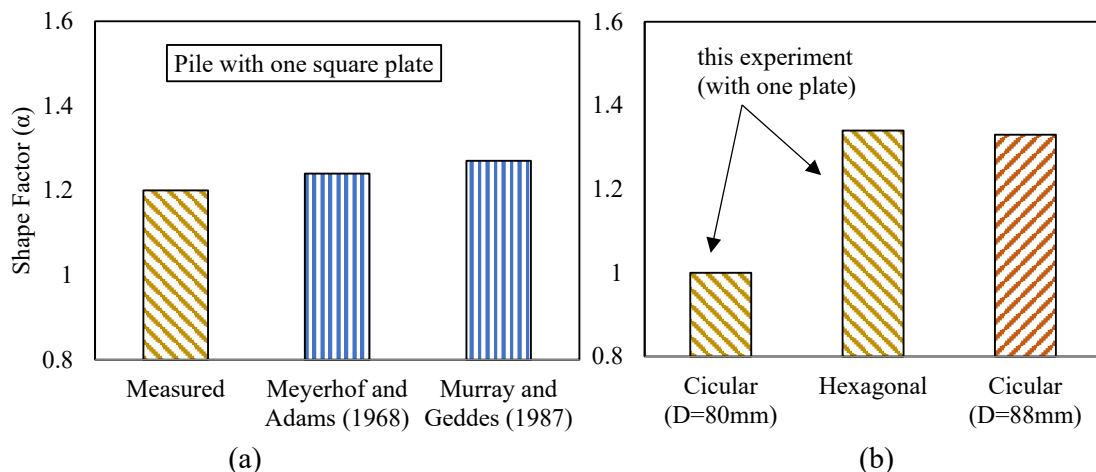 Shape Factor (α)
1.6
1.4
1.2
1
0.8
Pile with one square plate
Measured
Meyerhof and
Adams (1968)
Murray and
Geddes (1987)
(a)
1.6
1.4
1.2
1
0.8
this experiment
(with one plate)
Cicular
(D=80mm)
Hexagonal
Cicular
(D=88mm)
(b)